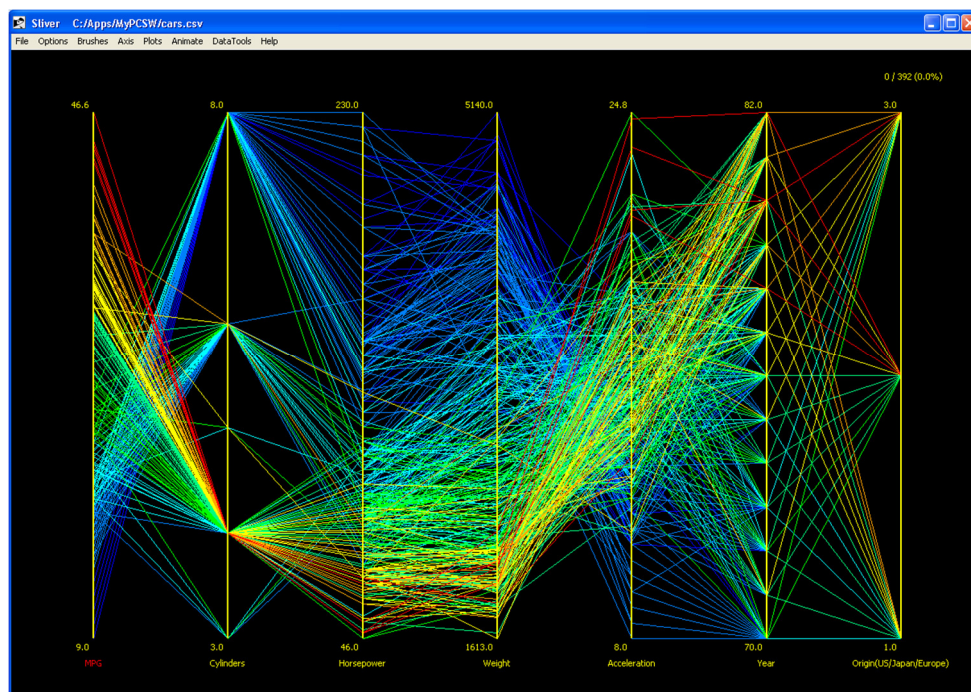 Sliver C:/Apps/MyPCSW/cars.csv
File Options Brushes Axis Plots Animate DataTools Help
0 / 392 (0.0%)
46.6 8.0 230.0 5140.0 24.8 82.0 3.0
9.0 3.0 46.0 1613.0 8.0 70.0 1.0
MPG Cylinders Horsepower Weight Acceleration Year Origin(US/Japan/Europe)